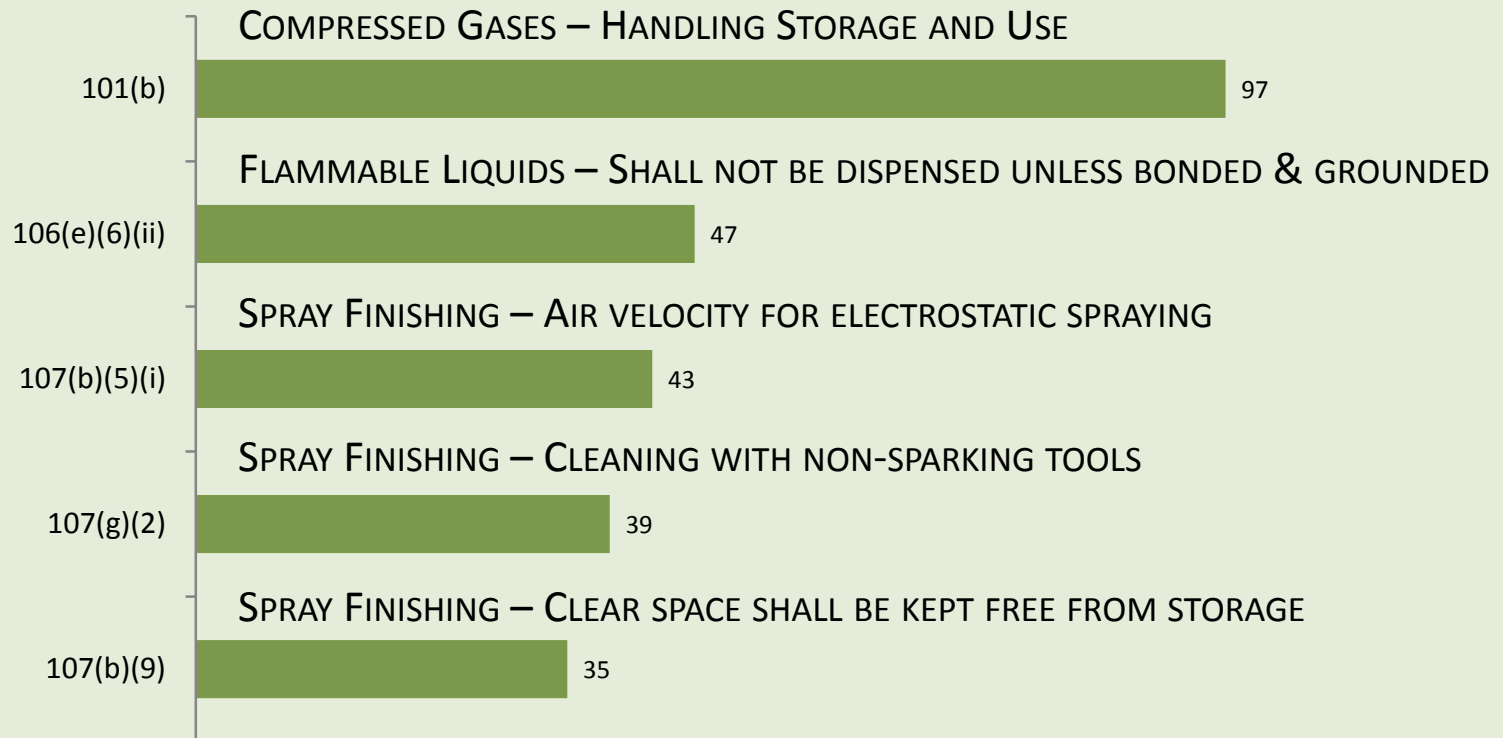 Compressed Gases – Handling Storage and Use
101(b)
97
Flammable Liquids – Shall not be dispensed unless bonded & grounded
106(e)(6)(ii)
47
Spray Finishing – Air velocity for electrostatic spraying
107(b)(5)(i)
43
Spray Finishing – Cleaning with non-sparking tools
107(g)(2)
39
Spray Finishing – Clear space shall be kept free from storage
107(b)(9)
35